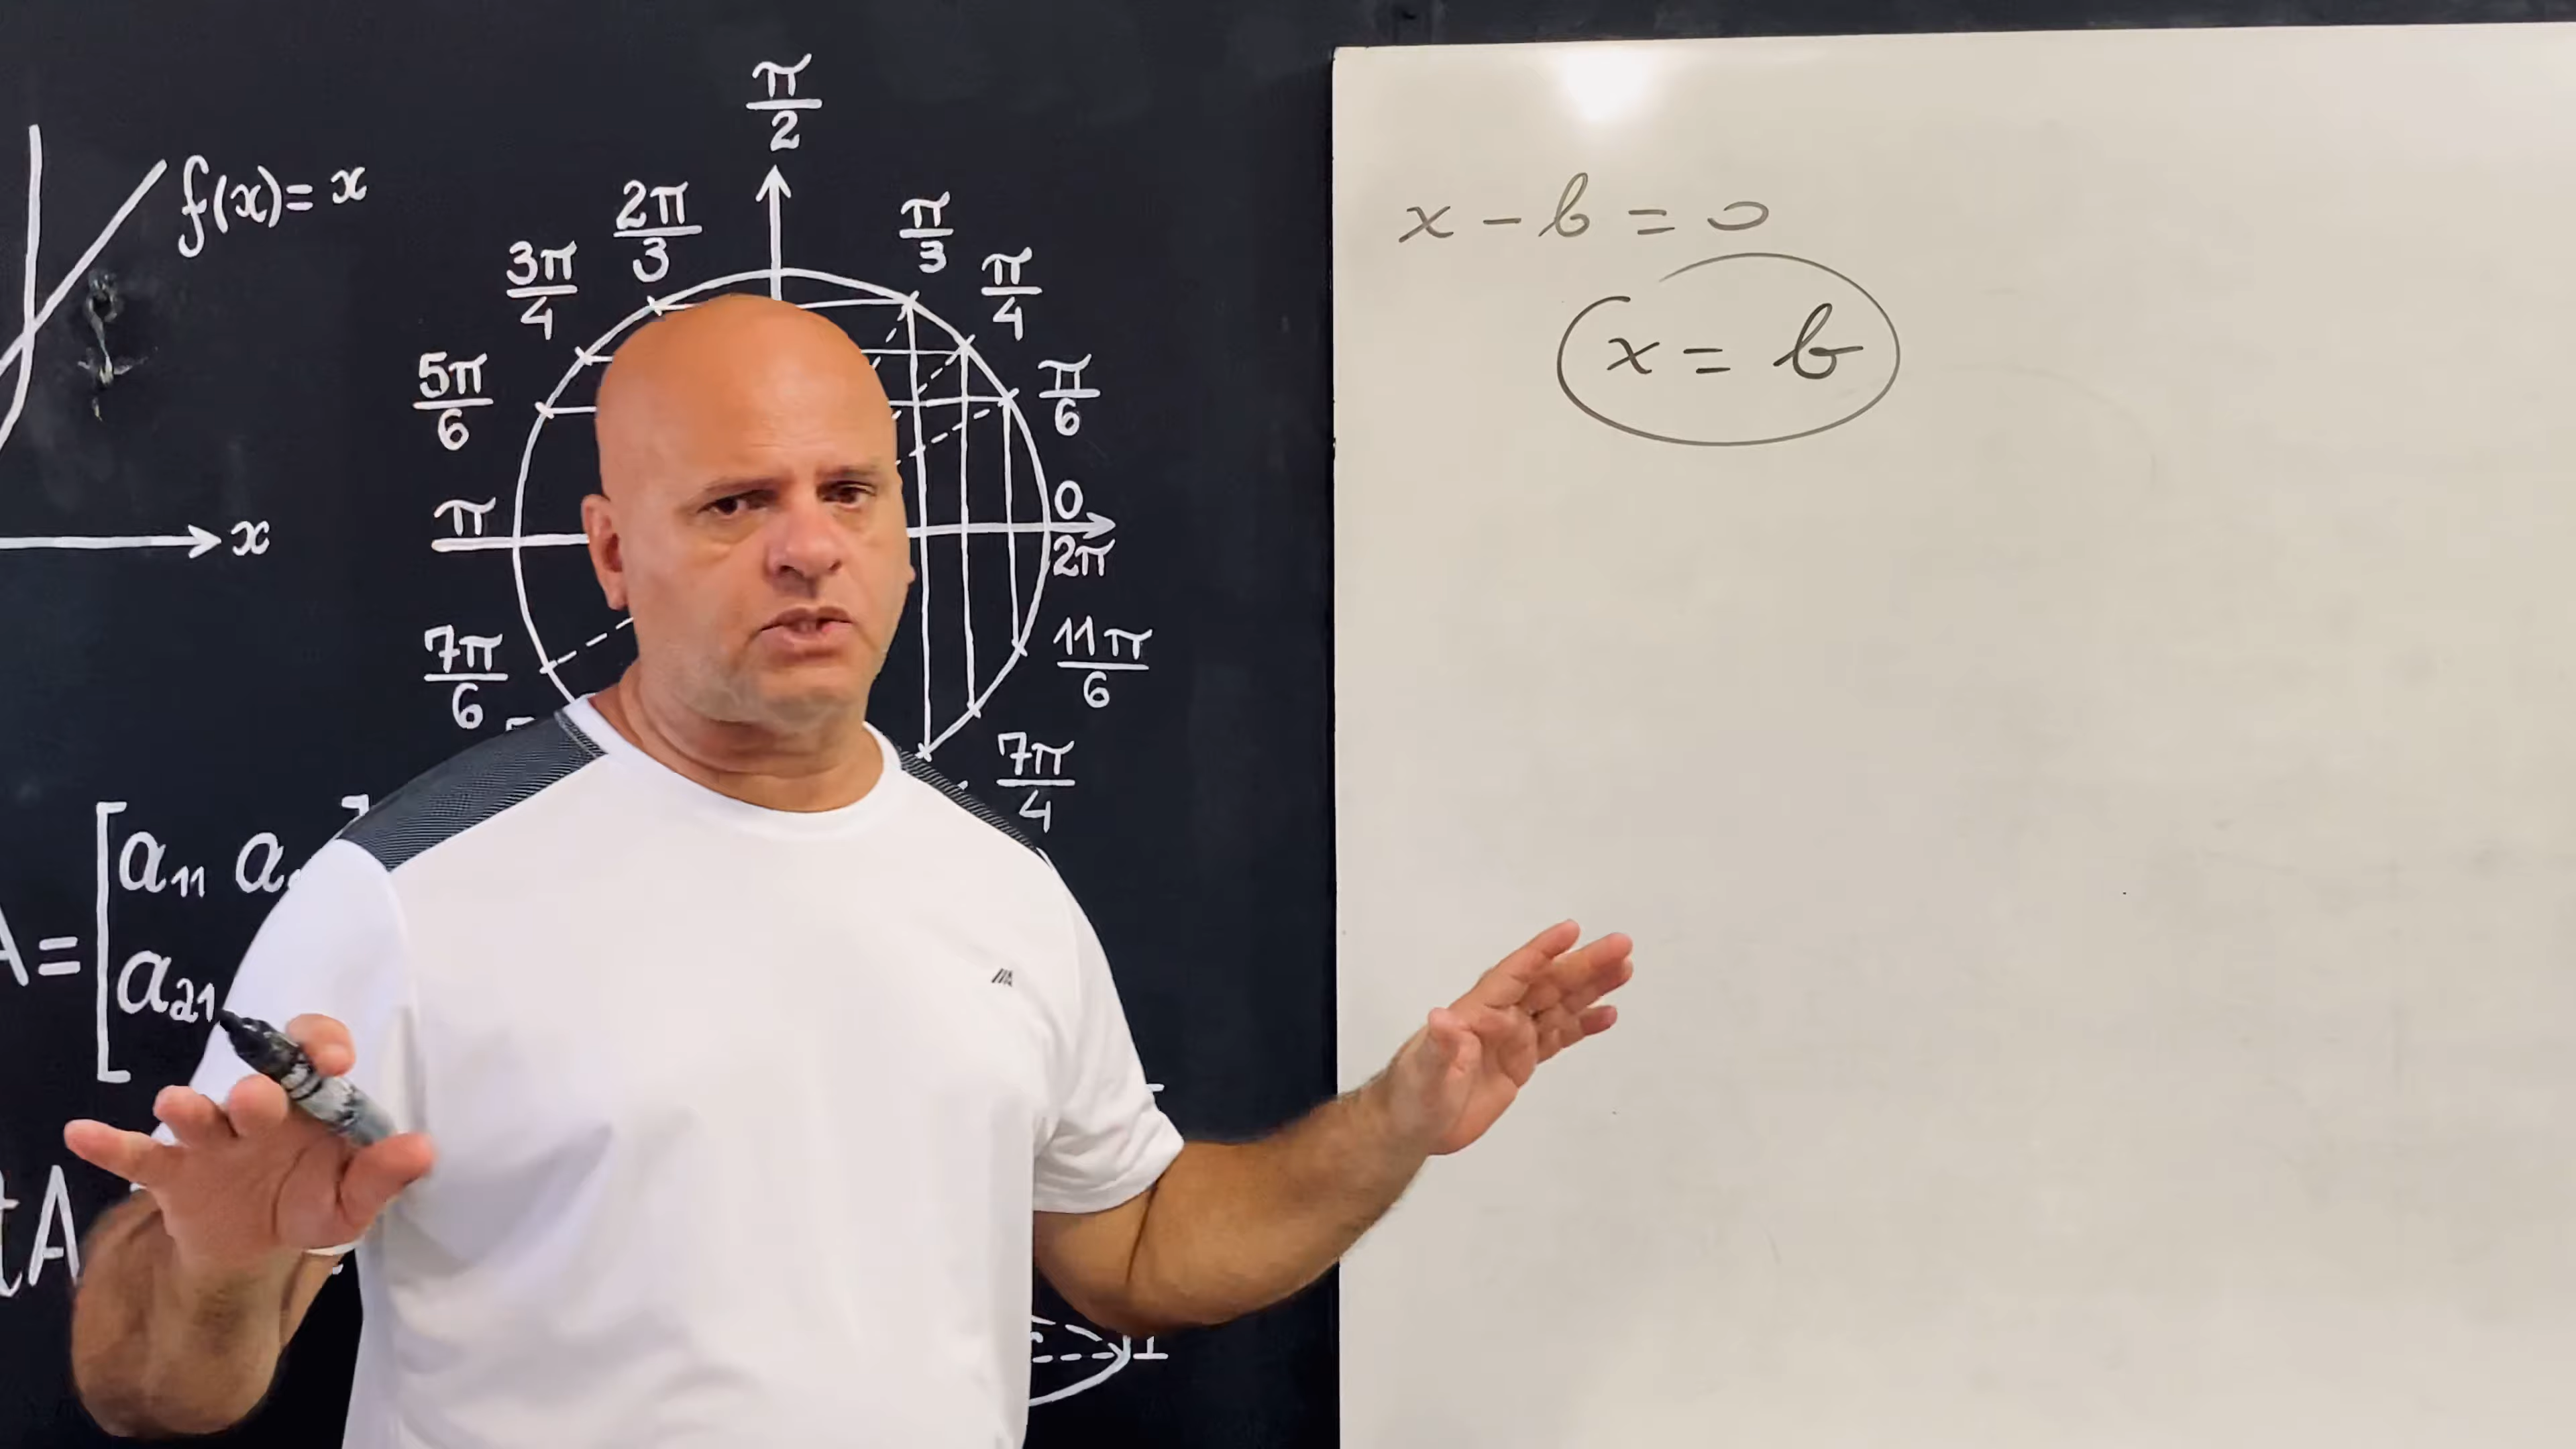 f(x)= x
x
π/2
2π/3
π/3
3π/4
π/4
5π/6
π/6
π
0
2π
7π/6
11π/6
7π/4
A=[a₁₁ a
a₂₁
tA
x - b = 0
x = b